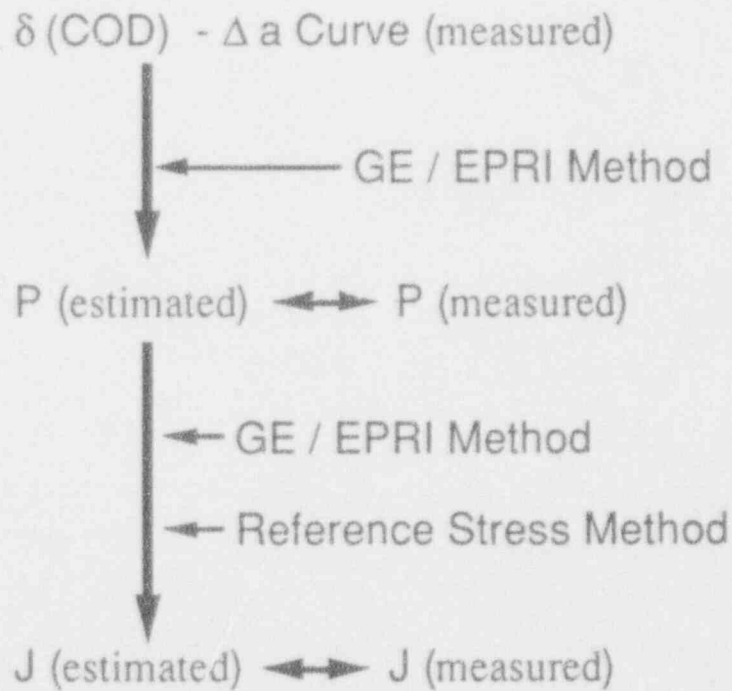 δ (COD) - Δ a Curve (measured)
GE / EPRI Method
P (estimated) P (measured)
GE / EPRI Method
Reference Stress Method
J (estimated) J (measured)